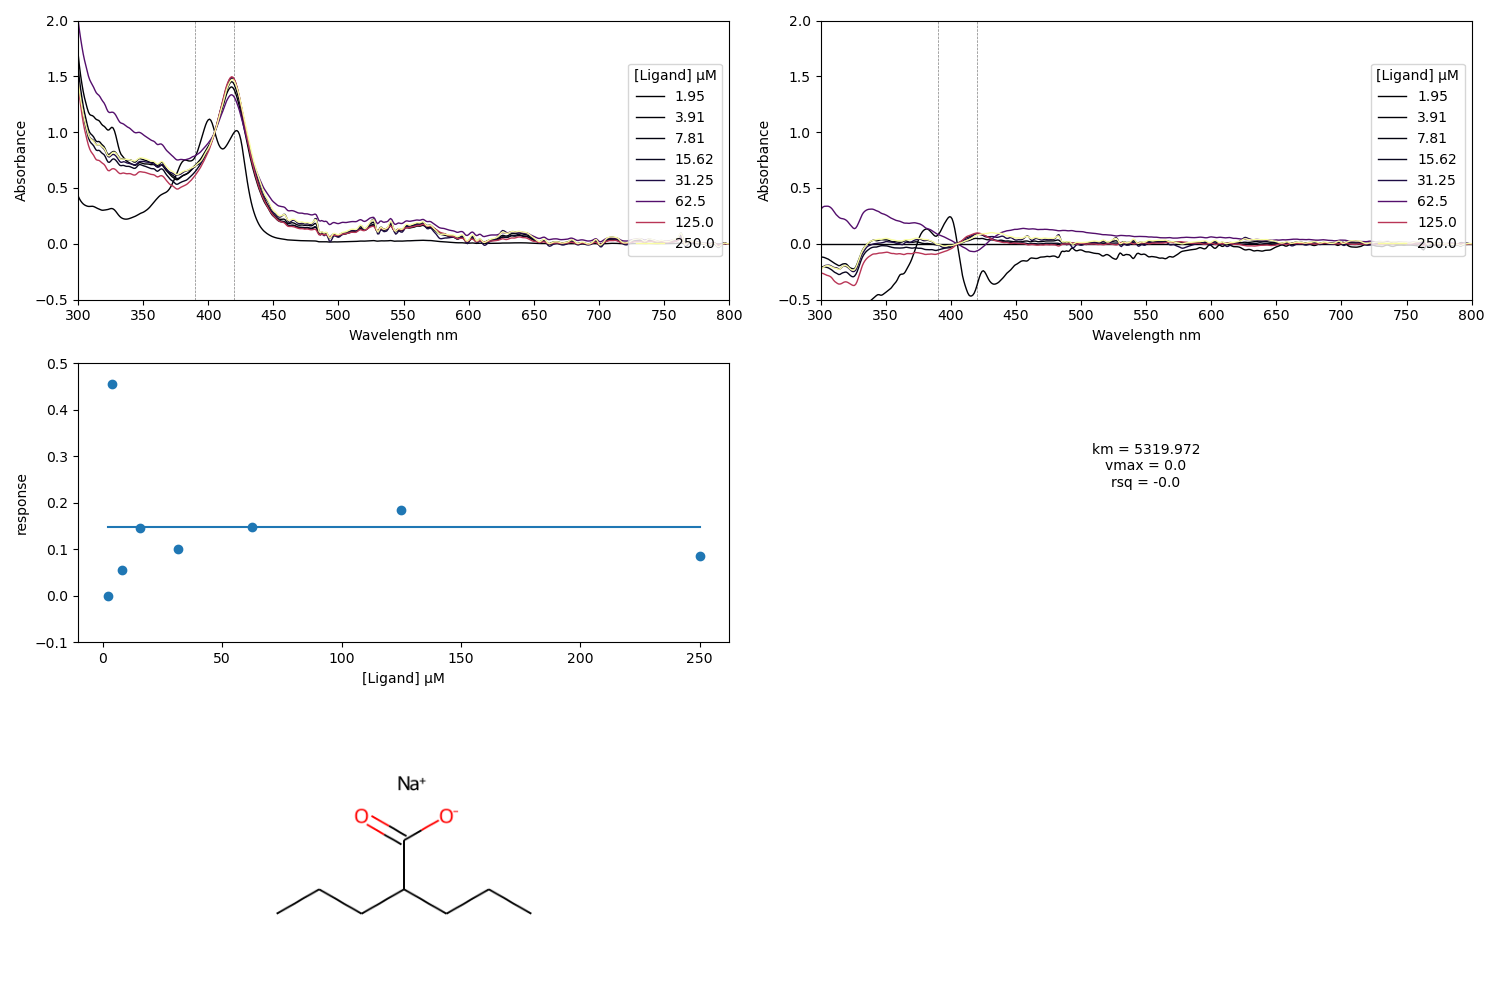 2.0
1.5
1.0
0.5
0.0
−0.5
Absorbance
300 350 400 450 500 550 600 650 700 750 800
Wavelength nm
[Ligand] μM
1.95
3.91
7.81
15.62
31.25
62.5
125.0
250.0
2.0
1.5
1.0
0.5
0.0
−0.5
Absorbance
300 350 400 450 500 550 600 650 700 750 800
Wavelength nm
[Ligand] μM
1.95
3.91
7.81
15.62
31.25
62.5
125.0
250.0
0.5
0.4
0.3
0.2
0.1
0.0
−0.1
response
0 50 100 150 200 250
[Ligand] μM
km = 5319.972
vmax = 0.0
rsq = -0.0
Na⁺
O O⁻